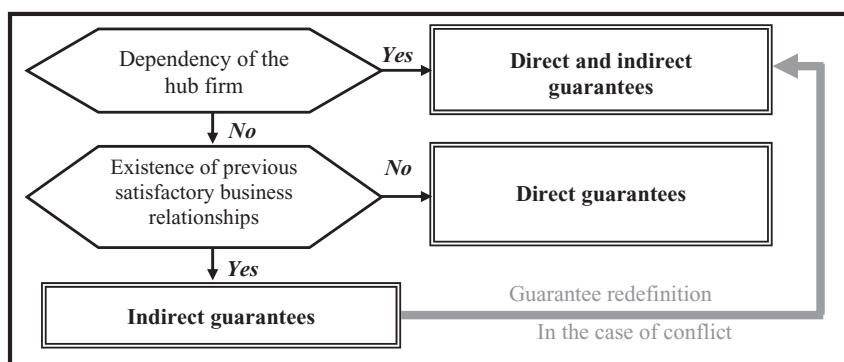 Dependency of the
hub firm
Yes
Direct and indirect
guarantees
No
Existence of previous
satisfactory business
relationships
No
Direct guarantees
Yes
Indirect guarantees
Guarantee redefinition
In the case of conflict